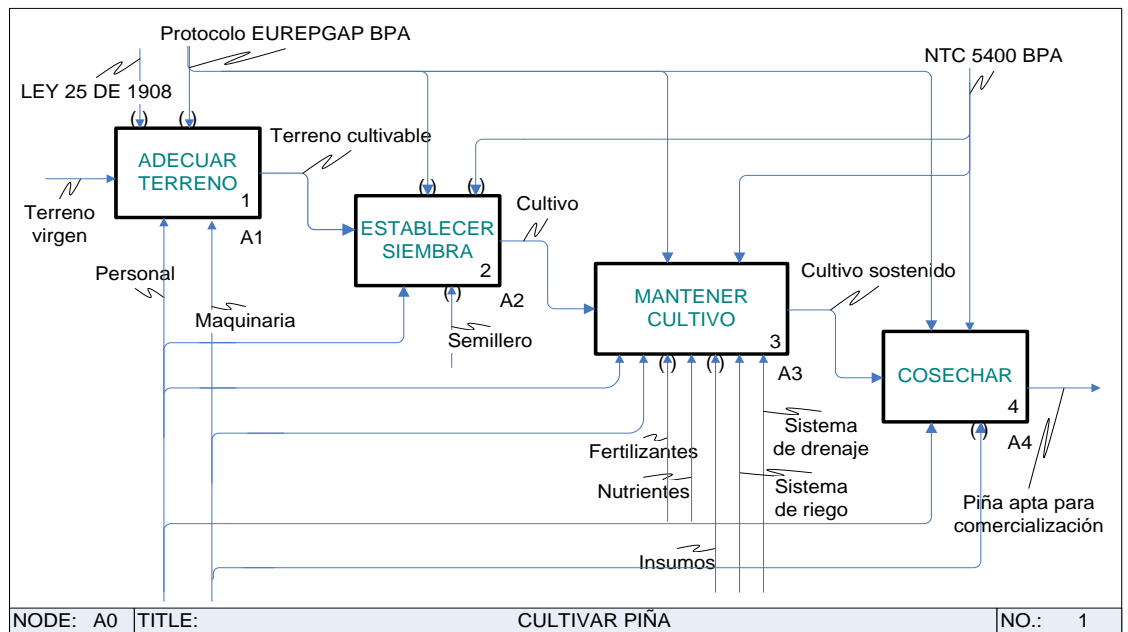 Protocolo EUREPGAP BPA
NTC 5400 BPA
LEY 25 DE 1908
( )
( )
Terreno cultivable
ADECUAR
TERRENO
1
A1
Terreno
virgen
( )
( )
Cultivo
ESTABLECER
SIEMBRA
2
A2
( )
Personal
Maquinaria
Semillero
Cultivo sostenido
MANTENER
CULTIVO
3
A3
( )
( )
COSECHAR
4
A4
( )
Fertilizantes
Nutrientes
Insumos
Sistema
de drenaje
Sistema
de riego
Piña apta para
comercialización
NODE: A0 TITLE: CULTIVAR PIÑA NO.: 1